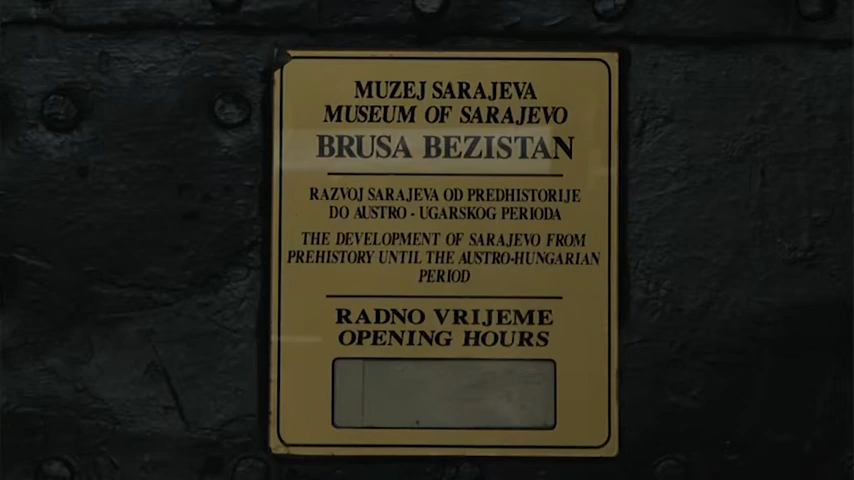 MUZEJ SARAJEVA
MUSEUM OF SARAJEVO
BRUSA BEZISTAN
RAZVOJ SARAJEVA OD PREDHISTORIJE
DO AUSTRO - UGARSKOG PERIODA
THE DEVELOPMENT OF SARAJEVO FROM
PREHISTORY UNTIL THE AUSTRO-HUNGARIAN
PERIOD
RADNO VRIJEME
OPENING HOURS